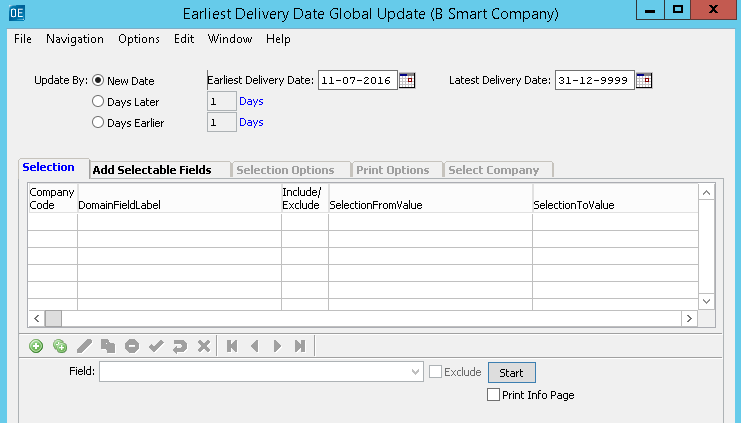 OE Earliest Delivery Date Global Update (B Smart Company) X
File Navigation Options Edit Window Help
Update By: New Date Earliest Delivery Date: 11-07-2016 Latest Delivery Date: 31-12-9999
Days Later 1 Days
Days Earlier 1 Days
Selection Add Selectable Fields Selection Options Print Options Select Company
Company Code DomainFieldLabel Include/ Exclude SelectionFromValue SelectionToValue
Field: Exclude Start
Print Info Page